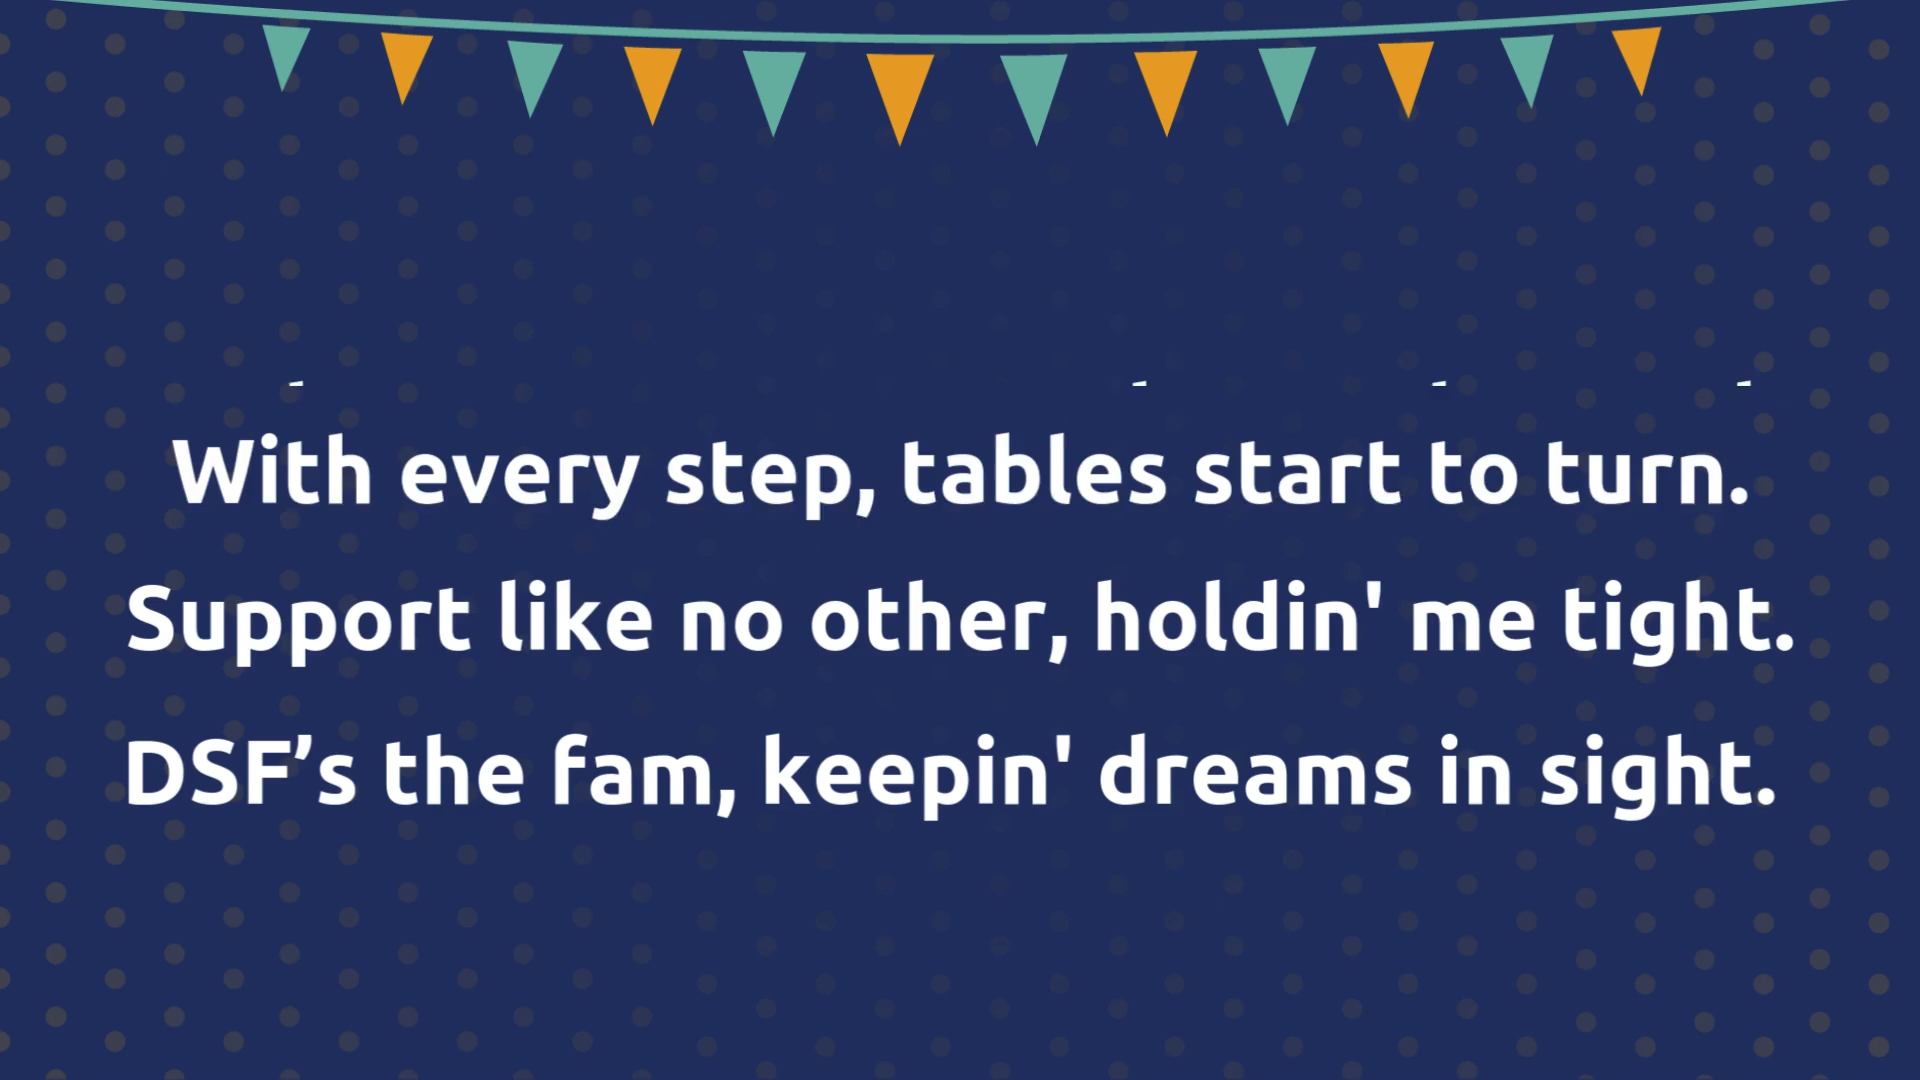 With every step, tables start to turn.
Support like no other, holdin' me tight.
DSF’s the fam, keepin' dreams in sight.